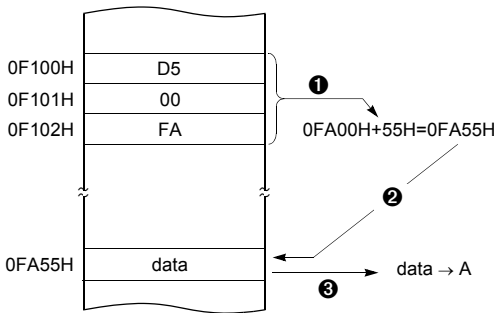 0F100H D5
0F101H 00
0F102H FA
❶
0FA00H+55H=0FA55H
❷
0FA55H data
❸
data → A